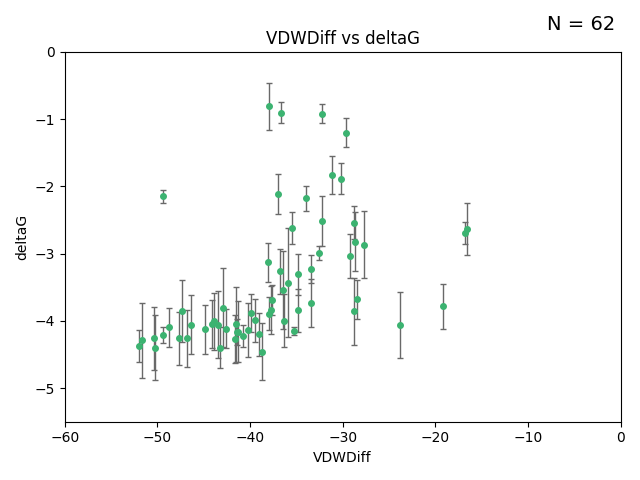 N = 62
VDWDiff vs deltaG
0
−1
−2
−3
−4
−5
deltaG
−60 −50 −40 −30 −20 −10 0
VDWDiff